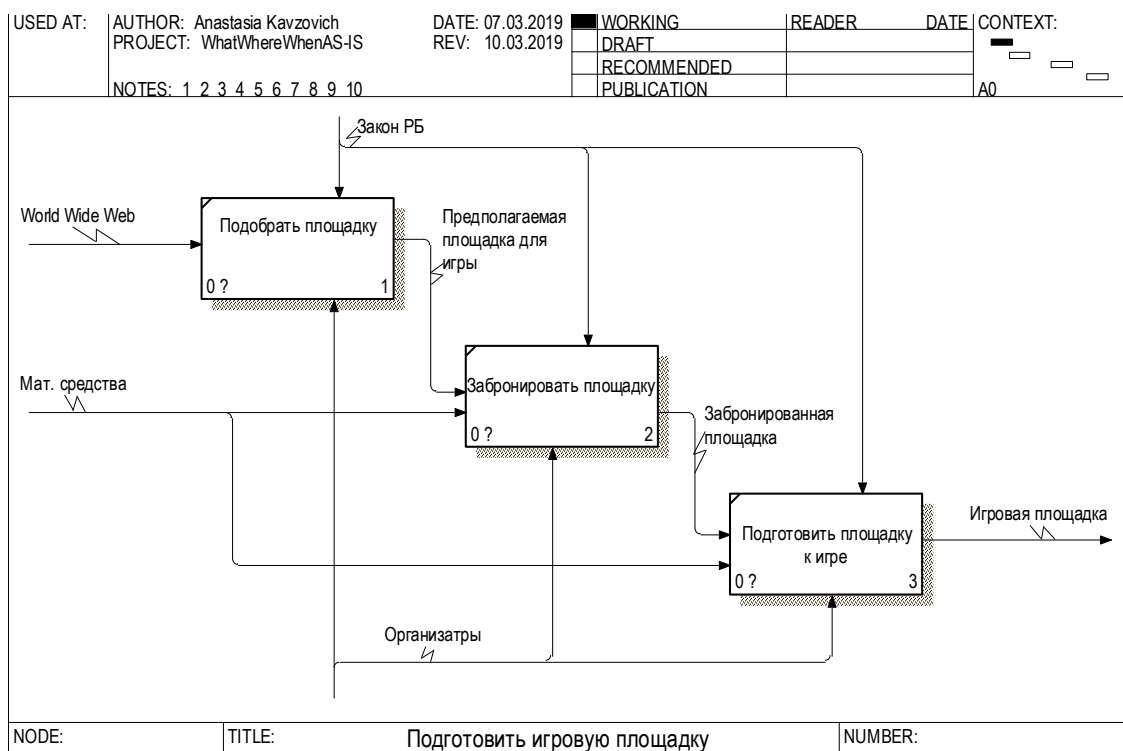 USED AT:
AUTHOR: Anastasia Kavzovich
DATE: 07.03.2019
PROJECT: WhatWhereWhenAS-IS
REV: 10.03.2019
NOTES: 1 2 3 4 5 6 7 8 9 10
WORKING
DRAFT
RECOMMENDED
PUBLICATION
READER
DATE
CONTEXT:
A0
Закон РБ
World Wide Web
Подобрать площадку
0 ?
1
Предполагаемая
площадка для
игры
Мат. средства
Забронировать площадку
0 ?
2
Забронированная
площадка
Подготовить площадку
к игре
0 ?
3
Игровая площадка
Организатры
NODE:
TITLE:
Подготовить игровую площадку
NUMBER: